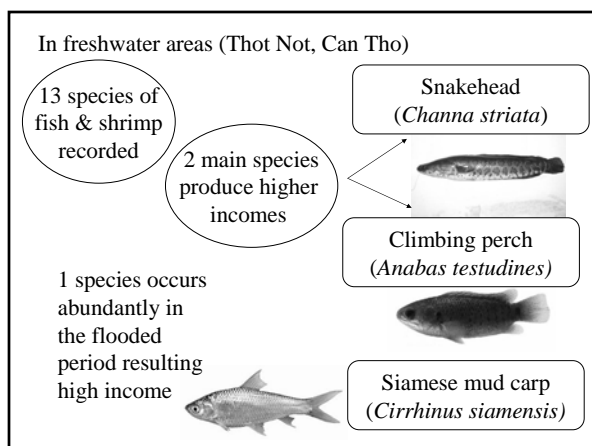 In freshwater areas (Thot Not, Can Tho)
13 species of
fish & shrimp
recorded
2 main species
produce higher
incomes
Snakehead
(Channa striata)
Climbing perch
(Anabas testudines)
1 species occurs
abundantly in
the flooded
period resulting
high income
Siamese mud carp
(Cirrhinus siamensis)